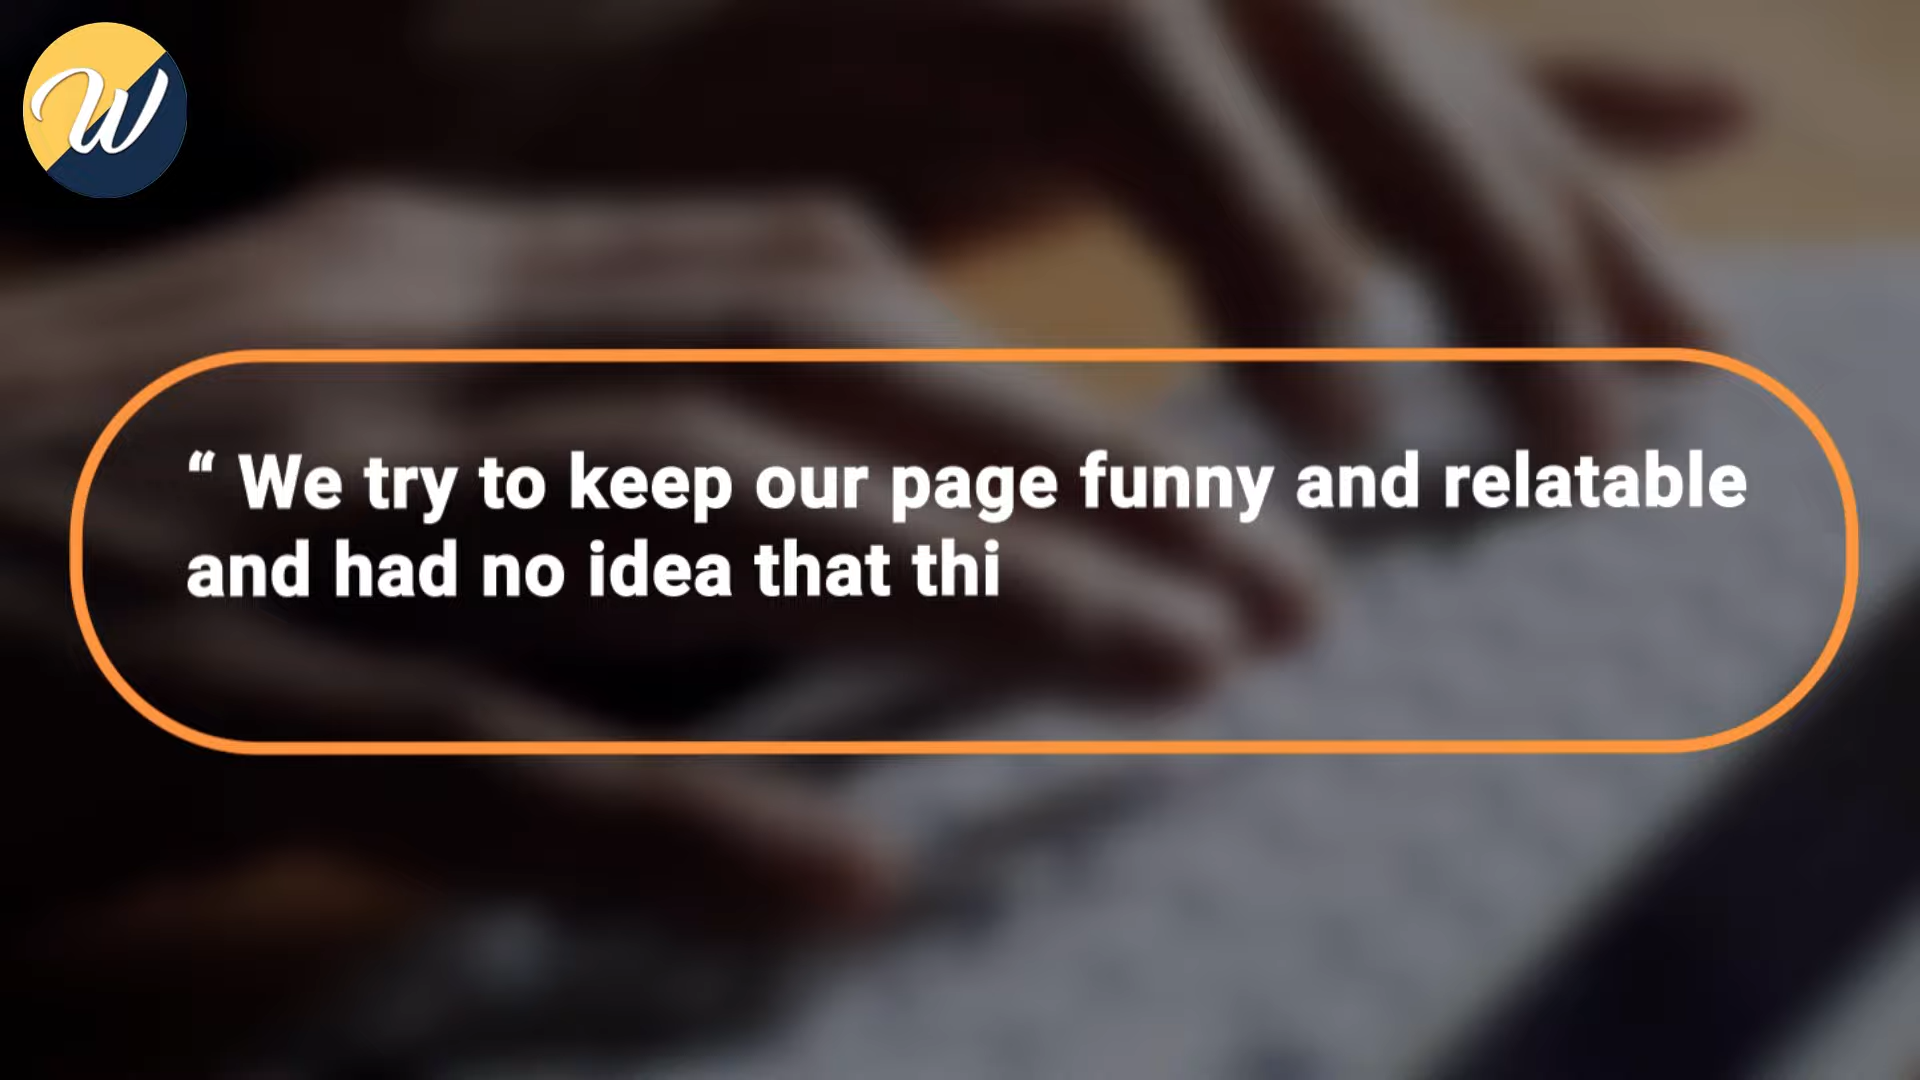 W
“ We try to keep our page funny and relatable
and had no idea that thi